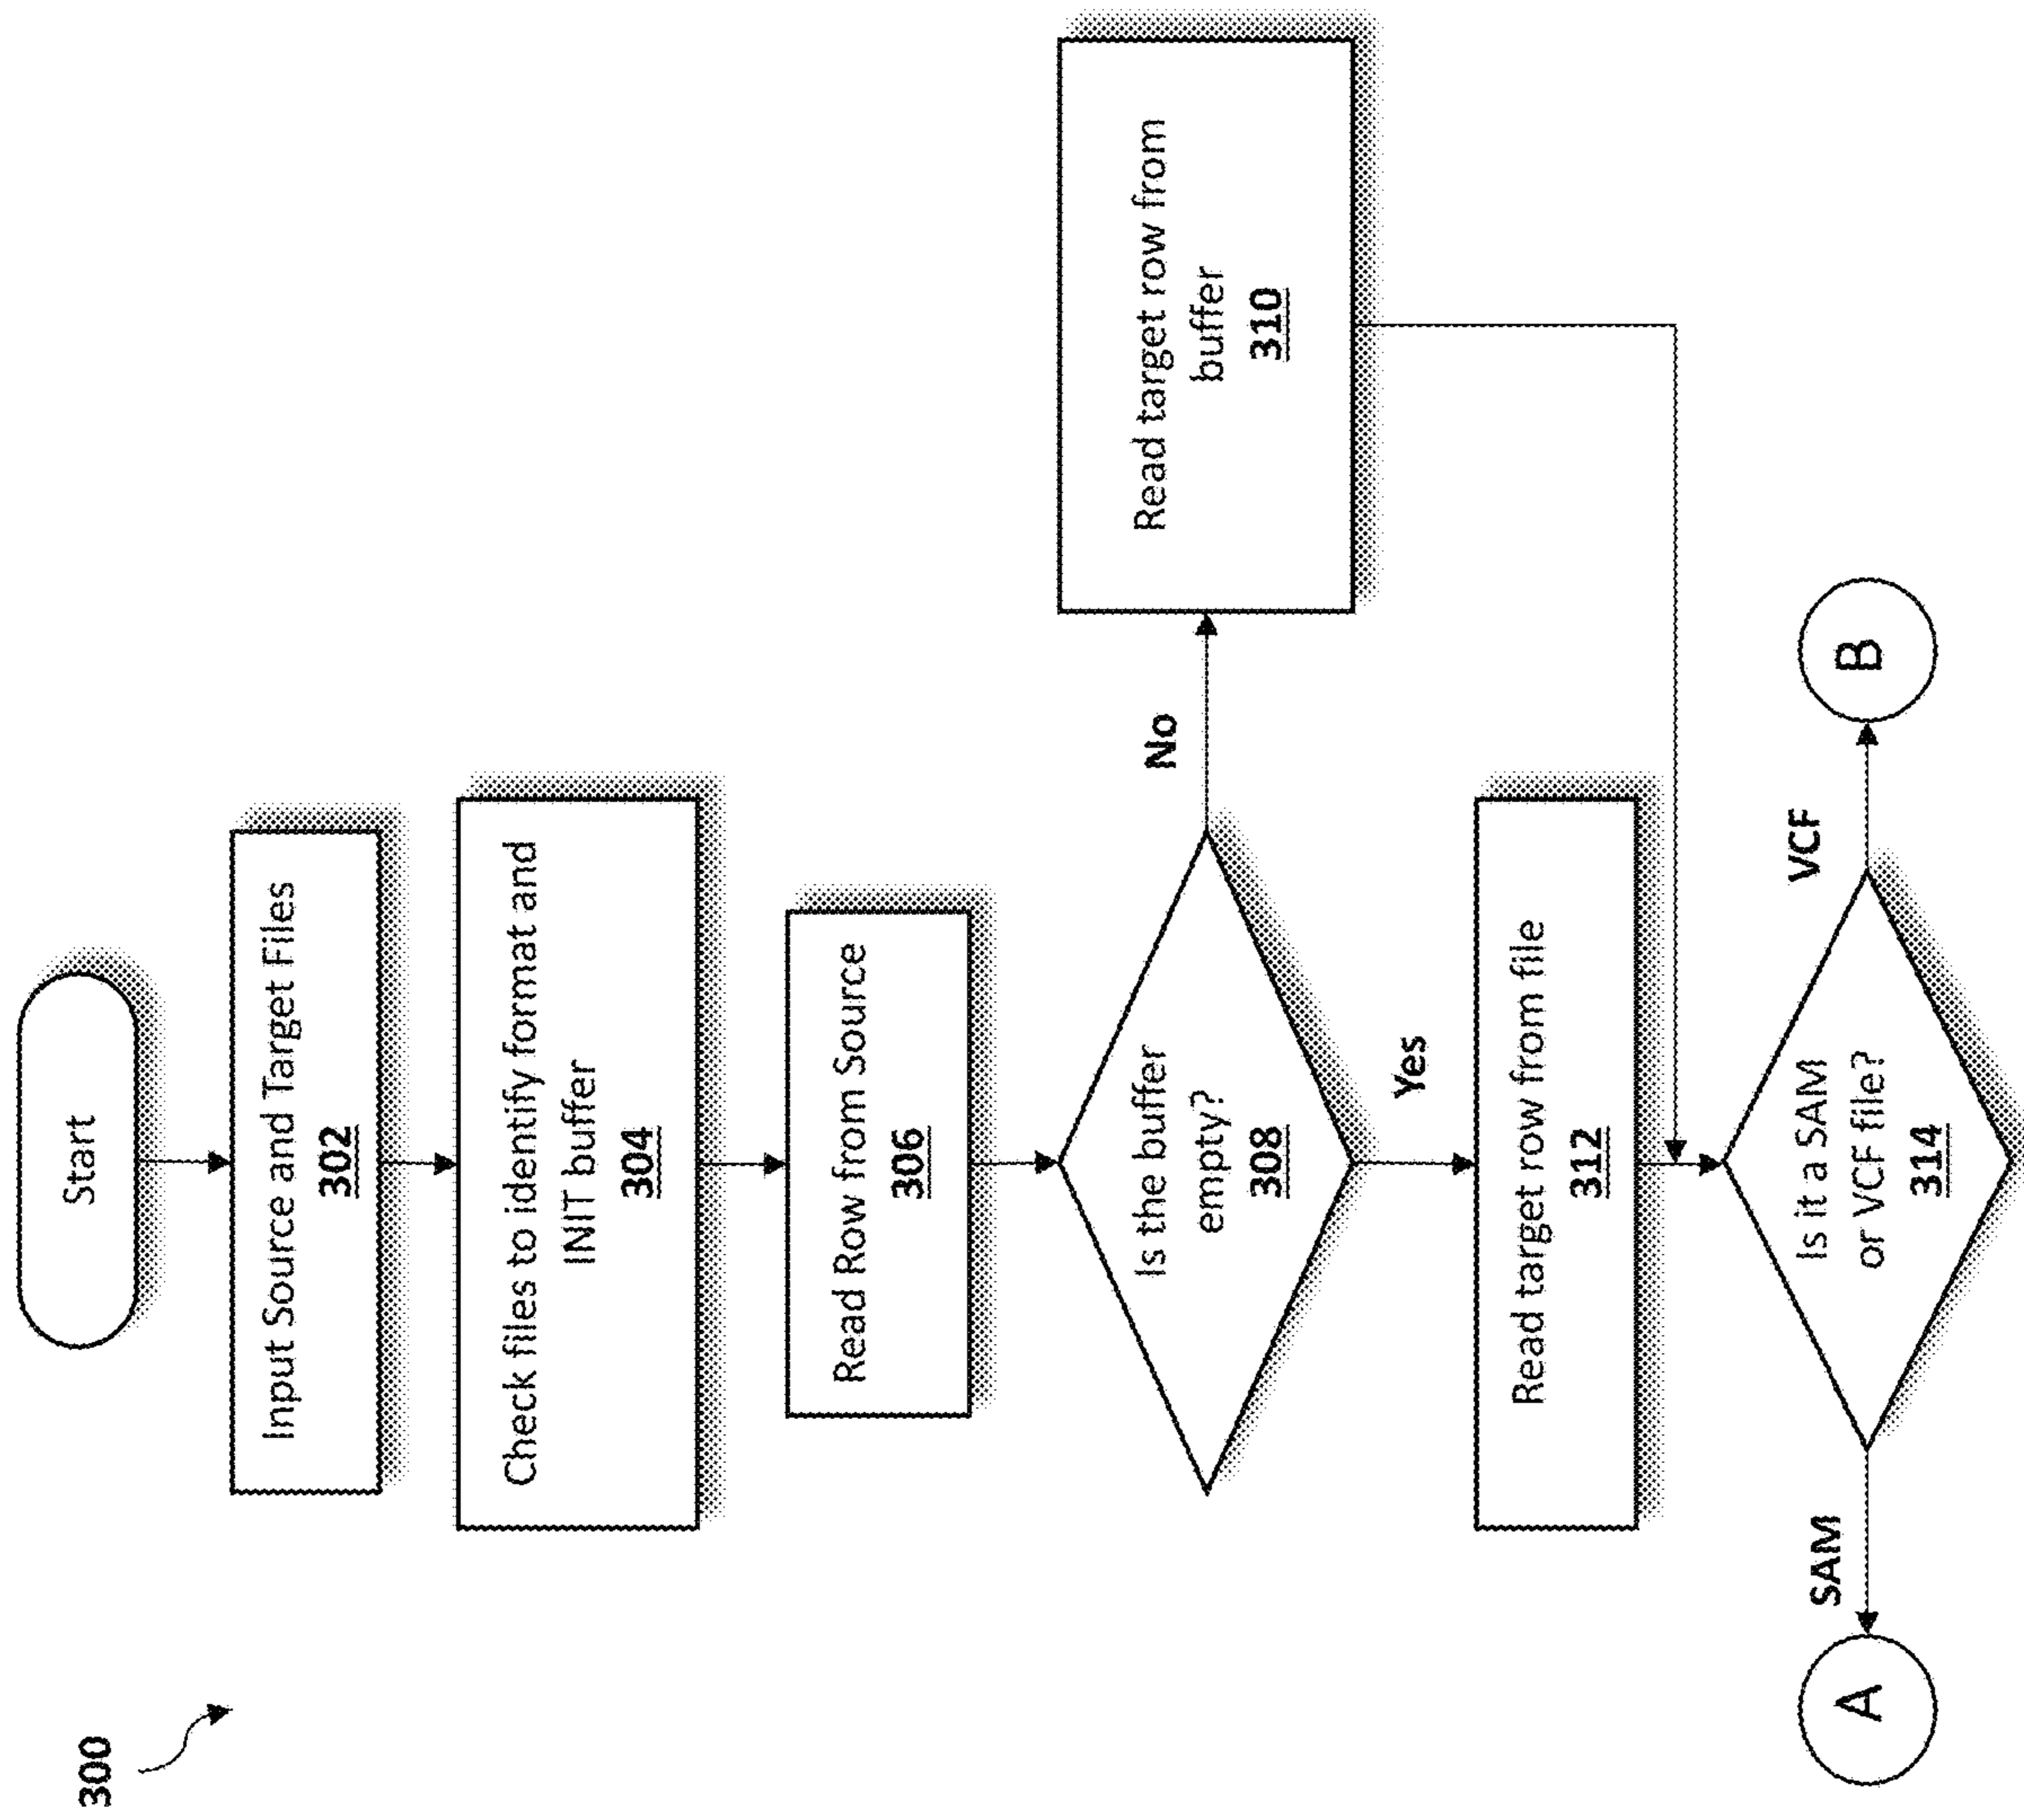 300
Start
Input Source and Target Files
302
Check files to identify format and
INIT buffer
304
Read Row from Source
306
Is the buffer
empty?
308
No
Read target row from
buffer
310
Yes
Read target row from file
312
Is it a SAM
or VCF file?
314
SAM
A
VCF
B